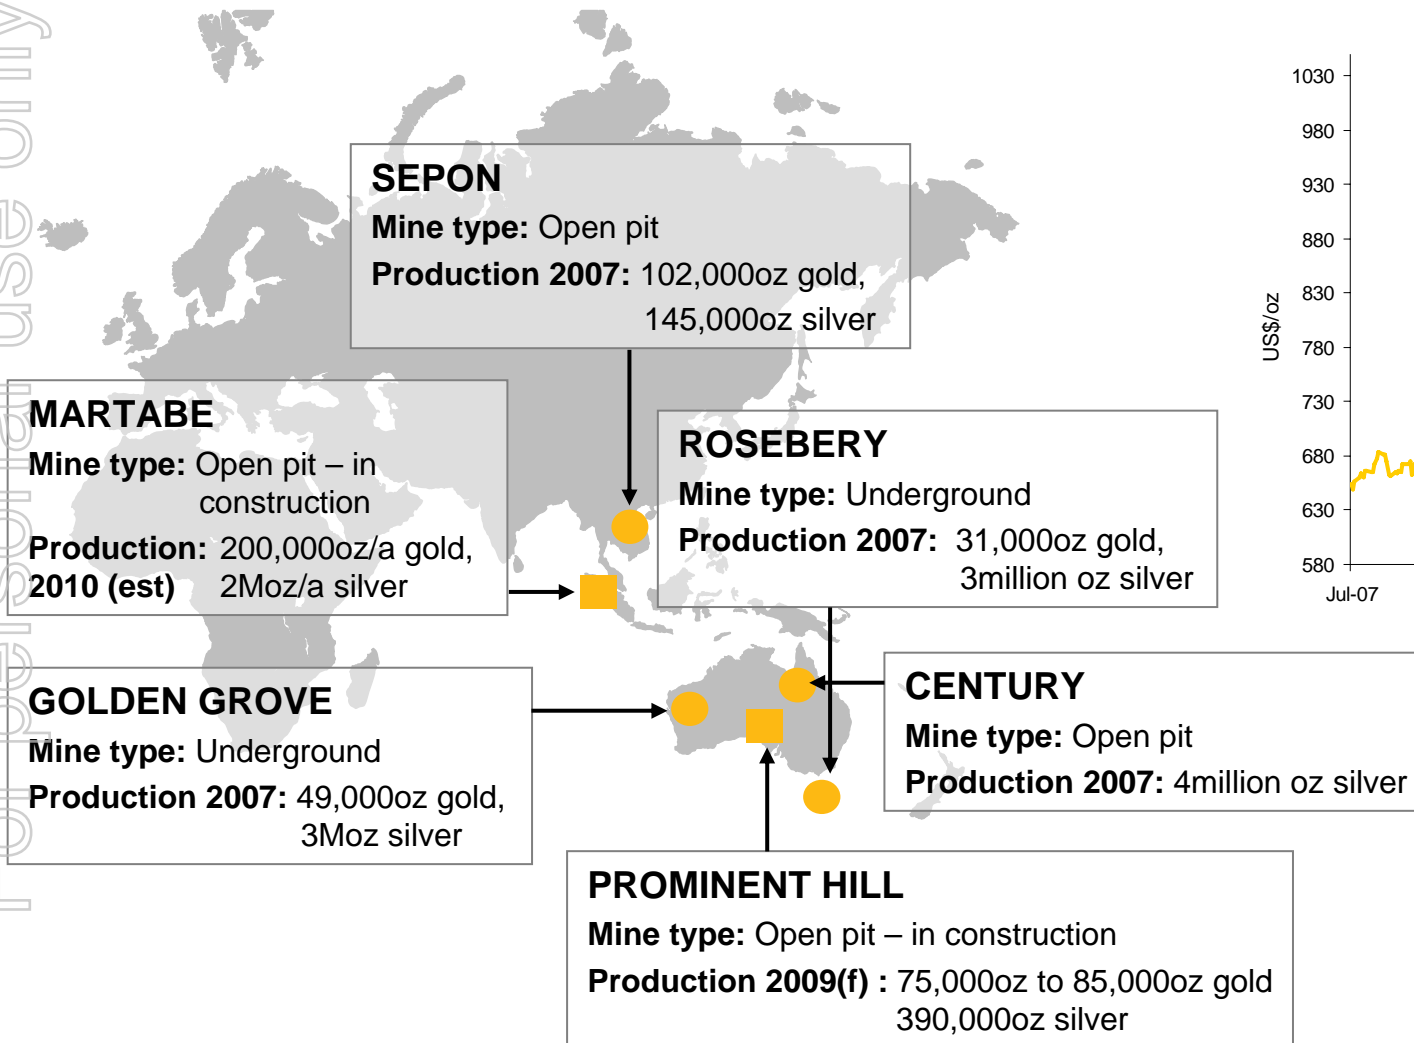 For personal use only
SEPON
Mine type: Open pit
Production 2007: 102,000oz gold,
145,000oz silver
MARTABE
Mine type: Open pit – in
construction
Production: 200,000oz/a gold,
2010 (est) 2Moz/a silver
ROSEBERY
Mine type: Underground
Production 2007: 31,000oz gold,
3million oz silver
GOLDEN GROVE
Mine type: Underground
Production 2007: 49,000oz gold,
3Moz silver
CENTURY
Mine type: Open pit
Production 2007: 4million oz silver
PROMINENT HILL
Mine type: Open pit – in construction
Production 2009(f) : 75,000oz to 85,000oz gold
390,000oz silver
US$/oz
1030
980
930
880
830
780
730
680
630
580
Jul-07